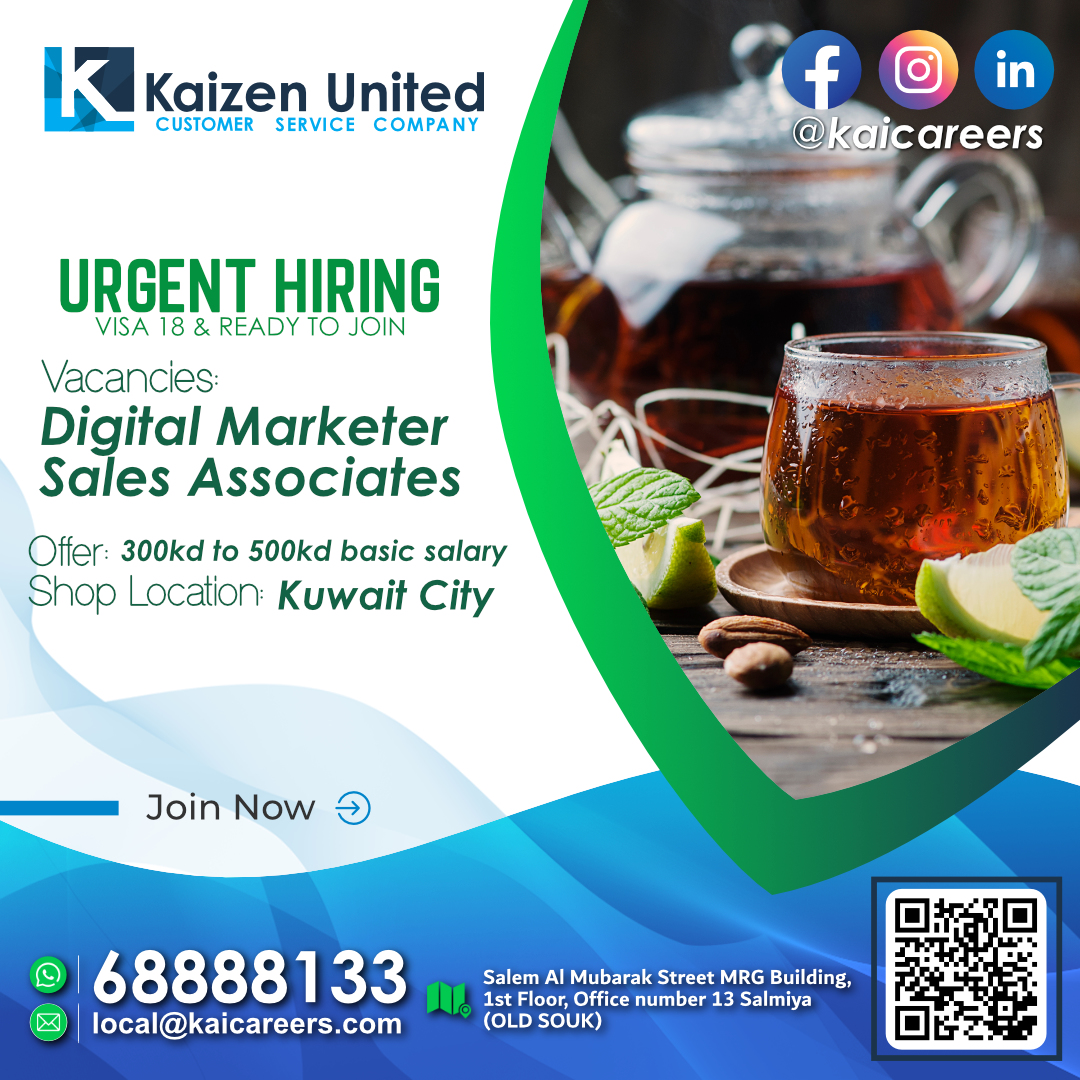 Kaizen United
CUSTOMER SERVICE COMPANY
@kaicareers
URGENT HIRING
VISA 18 & READY TO JOIN
Vacancies:
Digital Marketer
Sales Associates
Offer: 300kd to 500kd basic salary
Shop Location: Kuwait City
Join Now
68888133
local@kaicareers.com
Salem Al Mubarak Street MRG Building,
1st Floor, Office number 13 Salmiya
(OLD SOUK)